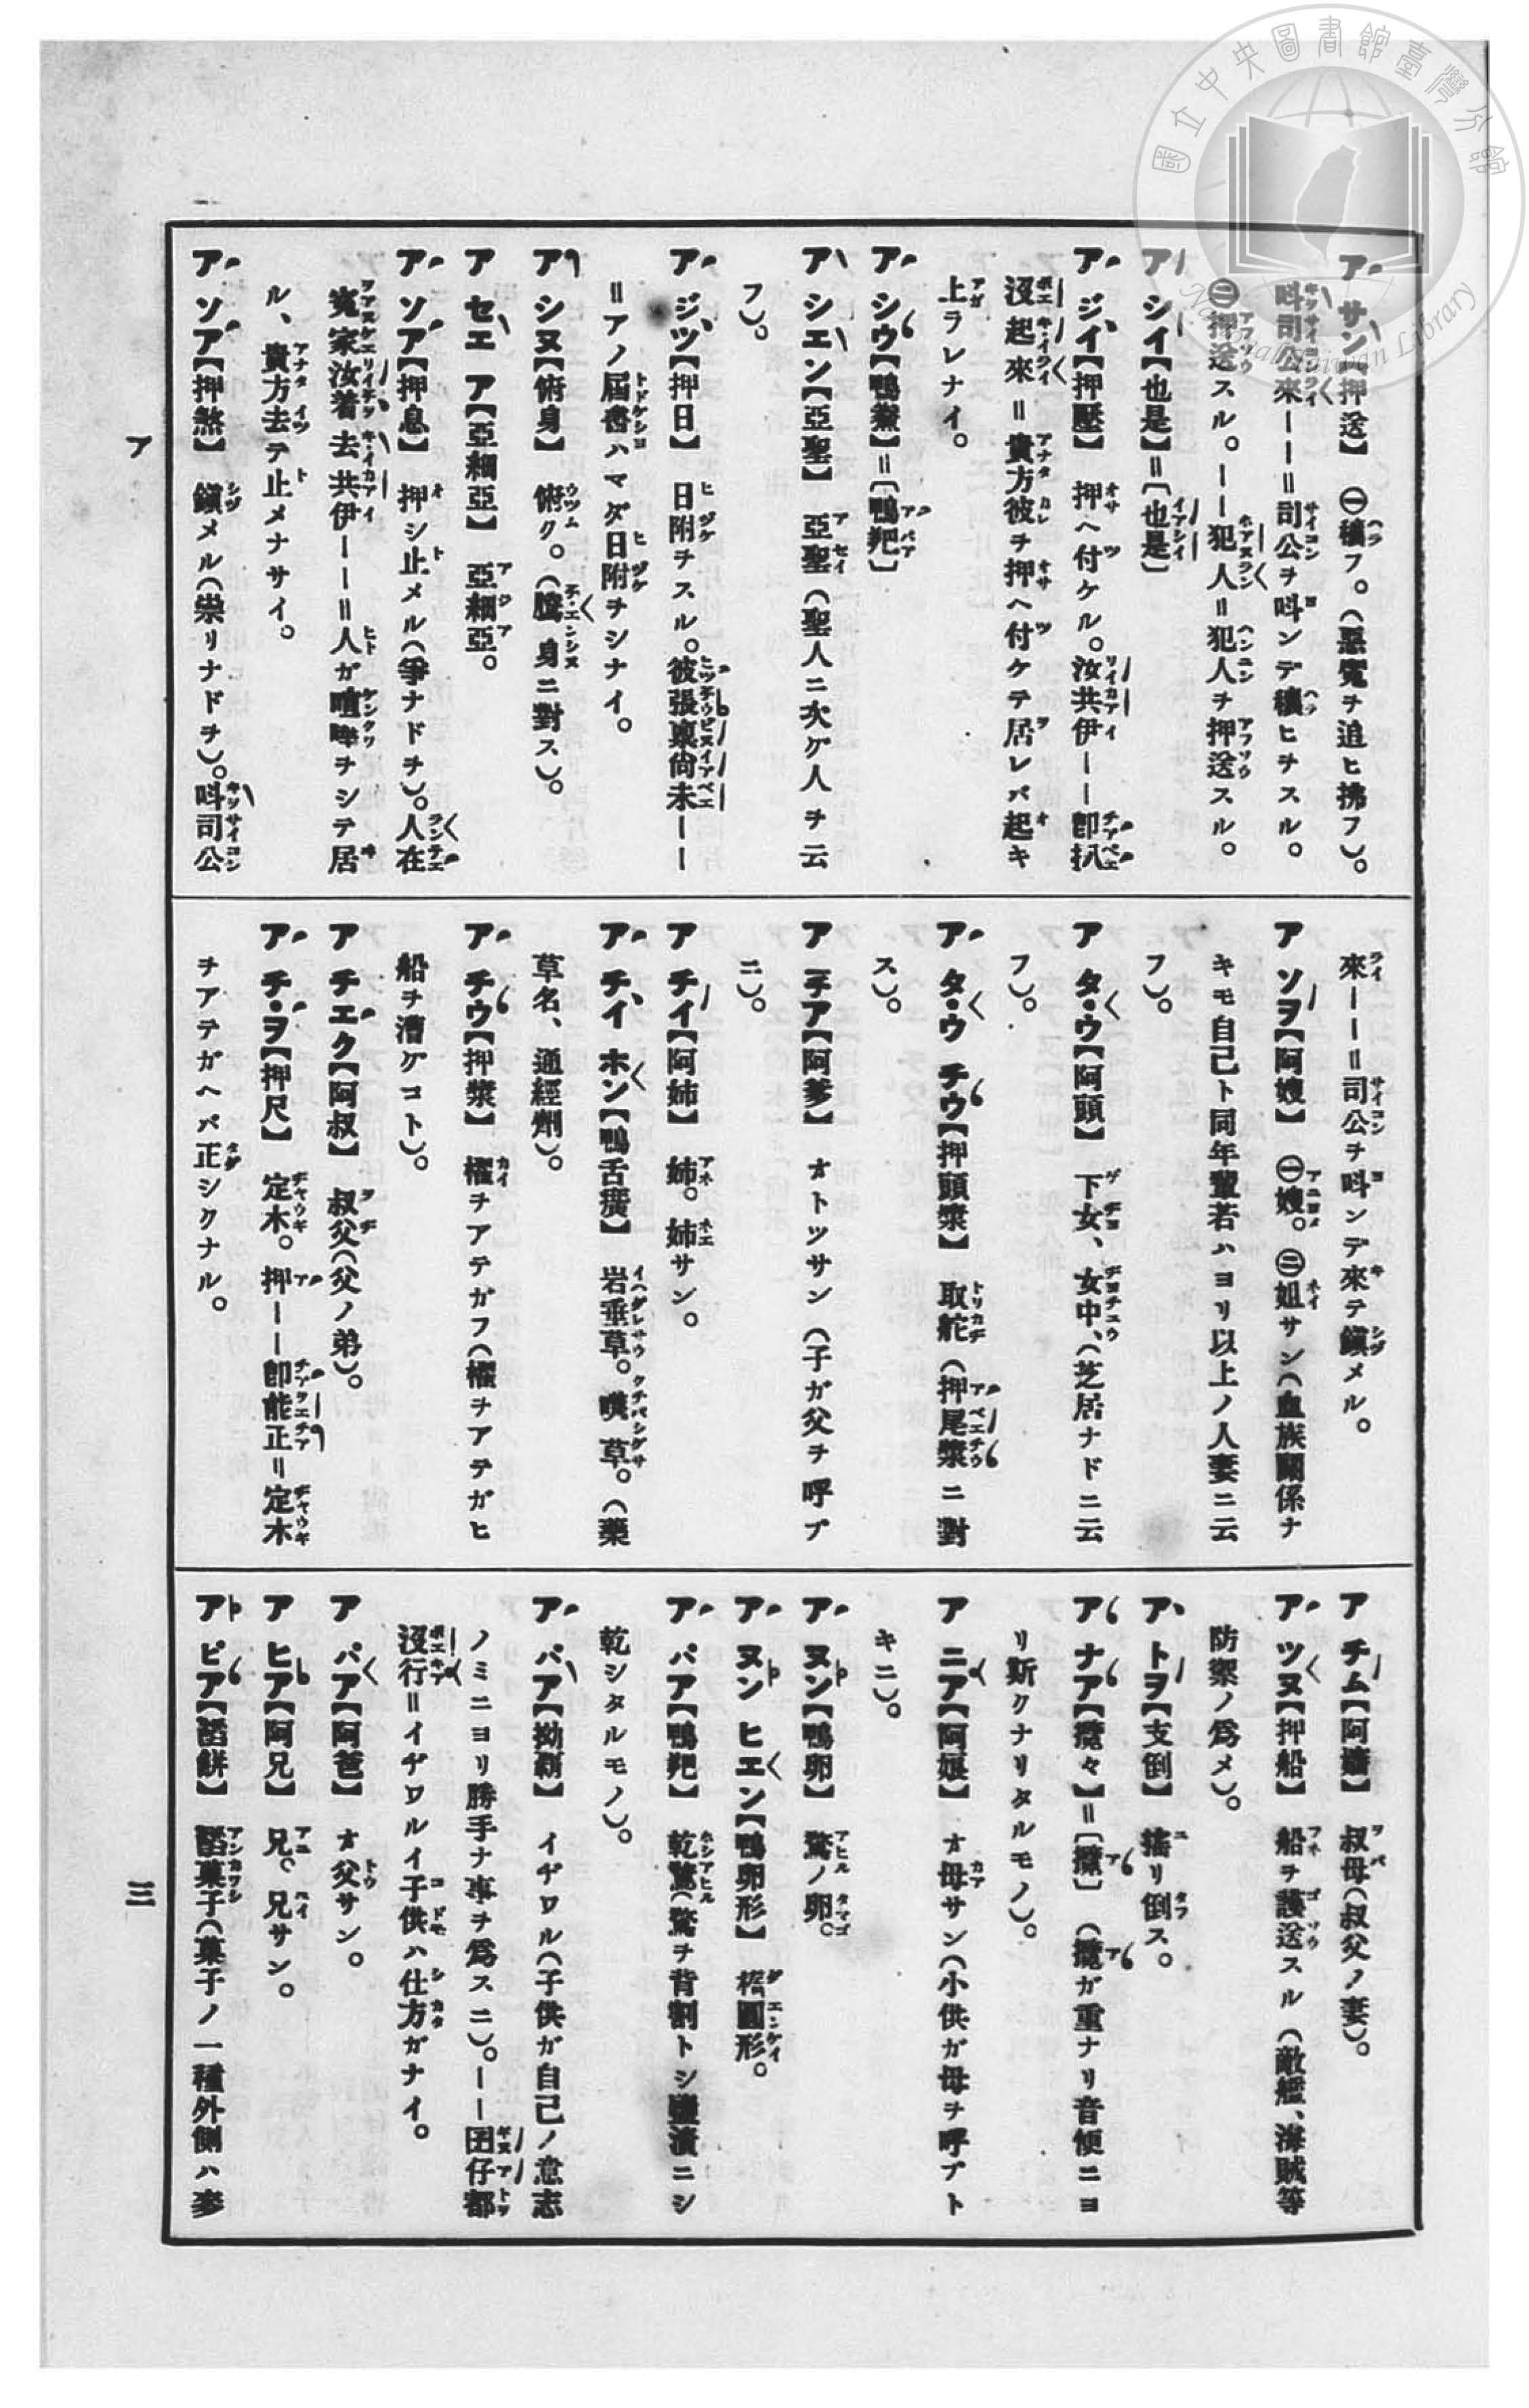 國立中央圖書館臺灣分館
National Taiwan Library
ア サン【押送】 ㊀穰フ。(惡魔ヲ追ヒ拂フ)。
呌司公來ーー=司公ヲ呌ンデ穰ヒヲスル。
㊁押送スル。ーー犯人=犯人ヲ押送スル。
ア シイ【也是】=〔也是〕
ア ジイ【押壓】 押ヘ付ケル。汝共伊ーー卽扒
沒起來=貴方彼ヲ押ヘ付ケテ居レバ起キ
上ラレナイ。
ア シウ【鴨𫙮】=〔鴨羓〕
ア シエン【亞聖】 亞聖(聖人ニ次グ人ヲ云
フ)。
ア ジツ【押日】 日附ヲスル。彼張稟尙未ーー
=アノ屆書ハマダ日附ヲシナイ。
ア シヌ【俯身】 俯ク。(騰身ニ對ス)。
ア セエ ア【亞細亞】 亞細亞。
ア ソア【押息】 押シ止メル(爭ナドヲ)。人在
寃家汝着去共伊ーー=人ガ喧嘩ヲシテ居
ル、貴方去テ止メナサイ。
ア ソア【押煞】 鎭メル(祟リナドヲ)。呌司公
來ーー=司公ヲ呌ンデ來テ鎭メル。
ア ソヲ【阿嫂】 ㊀嫂。㊁姐サン(血族關係ナ
キモ自己ト同年輩若ハヨリ以上ノ人妻ニ云
フ)。
ア タ・ウ【阿頭】 下女、女中、(芝居ナドニ云
フ)。
ア タ・ウ チウ【押頭槳】 取舵(押尾槳ニ對
ス)。
ア チア【阿爹】 オトツサン(子ガ父ヲ呼ブ
ニ)。
ア チイ【阿姉】 姉。姉サン。
ア チイ ホン【鴨舌癀】 岩垂草。嘴草。(藥
草名、通經劑)。
ア チウ【押槳】 櫂ヲアテガフ(櫂ヲアテガヒ
船ヲ漕グコト)。
ア チエク【阿叔】 叔父(父ノ弟)。
ア チ・ヲ【押尺】 定木。押ーー卽能正=定木
ヲアテガヘバ正シクナル。
ア チム【阿嬸】 叔母(叔父ノ妻)。
ア ツヌ【押船】 船ヲ護送スル(敵艦、海賊等
防禦ノ爲メ)。
ア トヲ【支倒】 搖リ倒ス。
ア ナア【攬々】=〔攬〕(攬ガ重ナリ音便ニヨ
リ斯クナリタルモノ)。
ア ニア【阿娘】 オ母サン(小供ガ母ヲ呼ブト
キニ)。
ア ヌン【鴨卵】 鶩ノ卵。
ア ヌン ヒエン【鴨卵形】 楕圓形。
ア バア【鴨羓】 乾鶩(鶩ヲ背割トシ鹽漬ニシ
乾シタルモノ)。
ア バア【拗覇】 イヂワル(子供ガ自己ノ意志
ノミニヨリ勝手ナ事ヲ爲スニ)。ーー囝仔都
沒行=イヂワルイ子供ハ仕方ガナイ。
ア パア【阿爸】 オ父サン。
ア ヒア【阿兄】 兄。兄サン。
ア ピア【餡餠】 餡菓子(菓子ノ一種外側ハ麥
ア
三